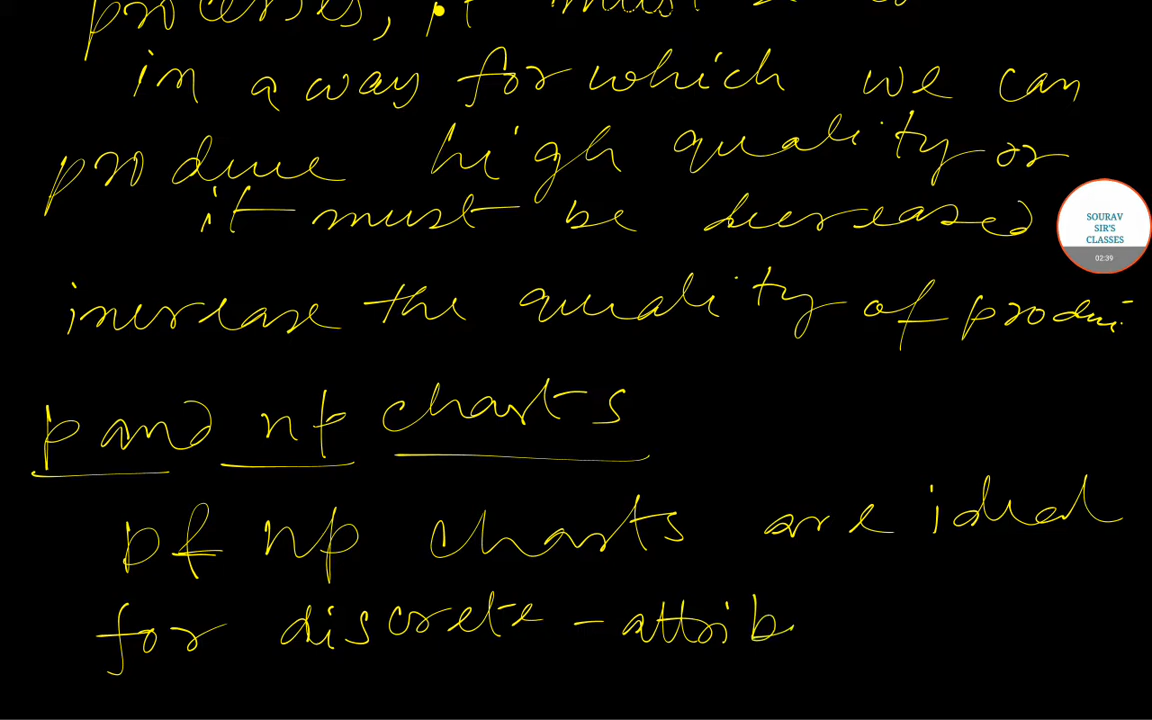 processes, it must
in a way for which we can
produce high quality or
it must be decreased
SOURAV
SIR'S
CLASSES
02:39
increase the quality of produ
p and np charts
pf np charts are ideal
for discrete - attrib